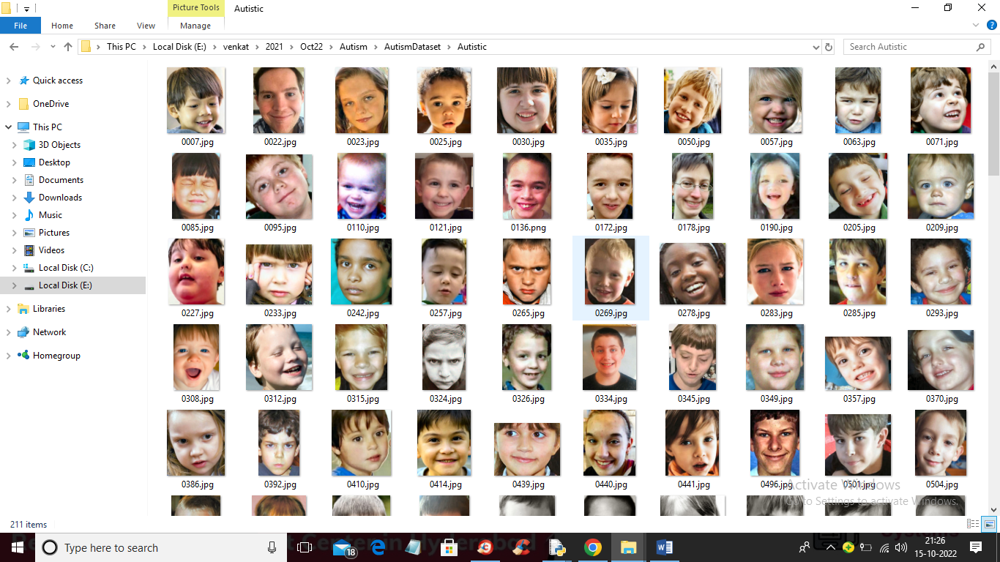 Picture Tools
Autistic
File
Home
Share
View
Manage
This PC
Local Disk (E:)
venkat
2021
Oct22
Autism
AutismDataset
Autistic
Search Autistic
Quick access
OneDrive
This PC
3D Objects
Desktop
Documents
Downloads
Music
Pictures
Videos
Local Disk (C:)
Local Disk (E:)
Libraries
Network
Homegroup
0007.jpg 0022.jpg 0023.jpg 0025.jpg 0030.jpg 0035.jpg 0050.jpg 0057.jpg 0063.jpg 0071.jpg
0085.jpg 0095.jpg 0110.jpg 0121.jpg 0136.png 0172.jpg 0178.jpg 0190.jpg 0205.jpg 0209.jpg
0227.jpg 0233.jpg 0242.jpg 0257.jpg 0265.jpg 0269.jpg 0278.jpg 0283.jpg 0285.jpg 0293.jpg
0308.jpg 0312.jpg 0315.jpg 0324.jpg 0326.jpg 0334.jpg 0345.jpg 0349.jpg 0357.jpg 0370.jpg
0386.jpg 0392.jpg 0410.jpg 0414.jpg 0439.jpg 0440.jpg 0441.jpg 0496.jpg 0501.jpg 0504.jpg
Activate Windows
Go to Settings to activate Windows.
211 items
Type here to search
18
21:26
15-10-2022